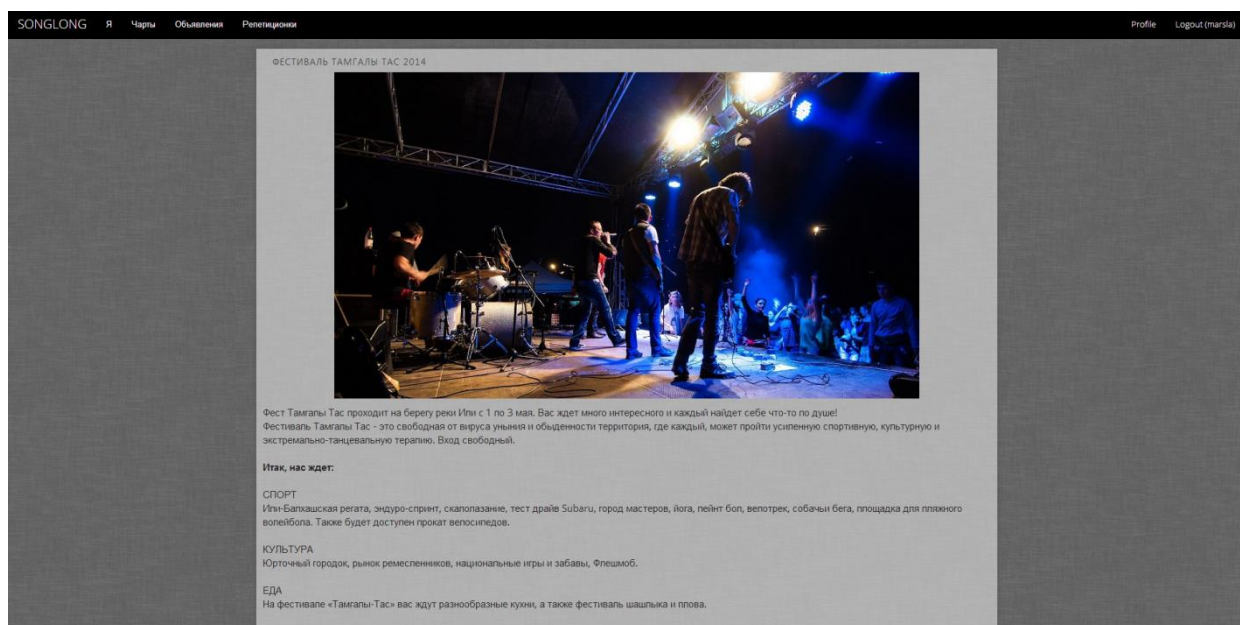 SONGLONG Я Чарты Объявления Репетиционки Profile Logout (marsla)
ФЕСТИВАЛЬ ТАМГАЛЫ ТАС 2014
Фест Тамгалы Тас проходит на берегу реки Или с 1 по 3 мая. Вас ждет много интересного и каждый найдет себе что-то по душе!
Фестиваль Тамгалы Тас - это свободная от вируса уныния и обыденности территория, где каждый, может пройти усиленную спортивную, культурную и
экстремально-танцевальную терапию. Вход свободный.
Итак, нас ждет:
СПОРТ
Или-Балхашская регата, эндуро-спринт, скалолазание, тест драйв Subaru, город мастеров, йога, пейнт бол, велотрек, собачьи бега, площадка для пляжного
волейбола. Также будет доступен прокат велосипедов.
КУЛЬТУРА
Юрточный городок, рынок ремесленников, национальные игры и забавы, Флешмоб.
ЕДА
На фестивале «Тамгалы-Тас» вас ждут разнообразные кухни, а также фестиваль шашлыка и плова.